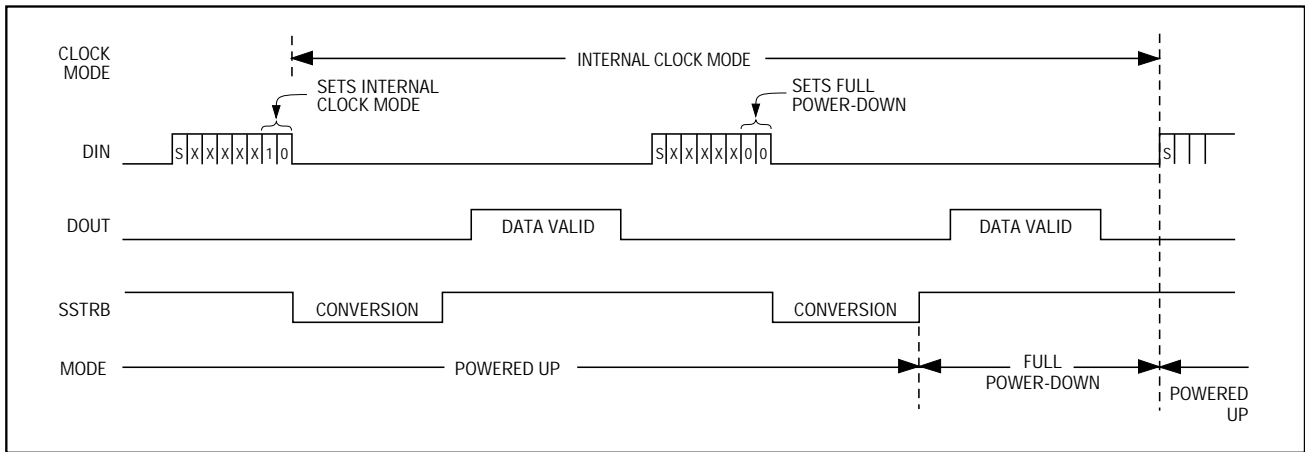 CLOCK
MODE
INTERNAL CLOCK MODE
SETS INTERNAL
CLOCK MODE
SETS FULL
POWER-DOWN
DIN
S X X X X X 1 0
S X X X X X 0 0
S
DOUT
DATA VALID
DATA VALID
SSTRB
CONVERSION
CONVERSION
MODE
POWERED UP
FULL
POWER-DOWN
POWERED
UP